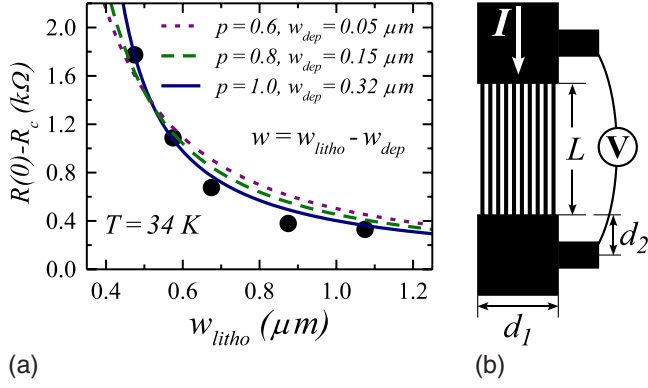 2.0
1.6
1.2
0.8
0.4
0.0
R(0)-R_c (kΩ)
p = 0.6, w_dep = 0.05 μm
p = 0.8, w_dep = 0.15 μm
p = 1.0, w_dep = 0.32 μm
w = w_litho - w_dep
T = 34 K
0.4 0.6 0.8 1.0 1.2
w_litho (μm)
(a)
I
L
V
d_2
d_1
(b)